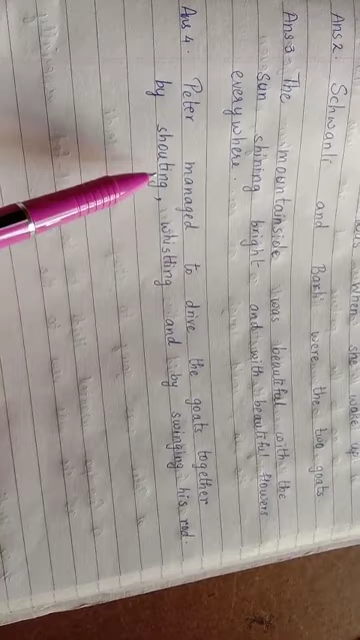 When she woke up
Ans 2. Schwanli and Barli were the two goats
Ans-3- The mountainside was beautiful with the
sun shining bright and with beautiful flowers
everywhere.
Ans 4. Peter managed to drive the goats together
by shouting, whistling and by swinging his rod.